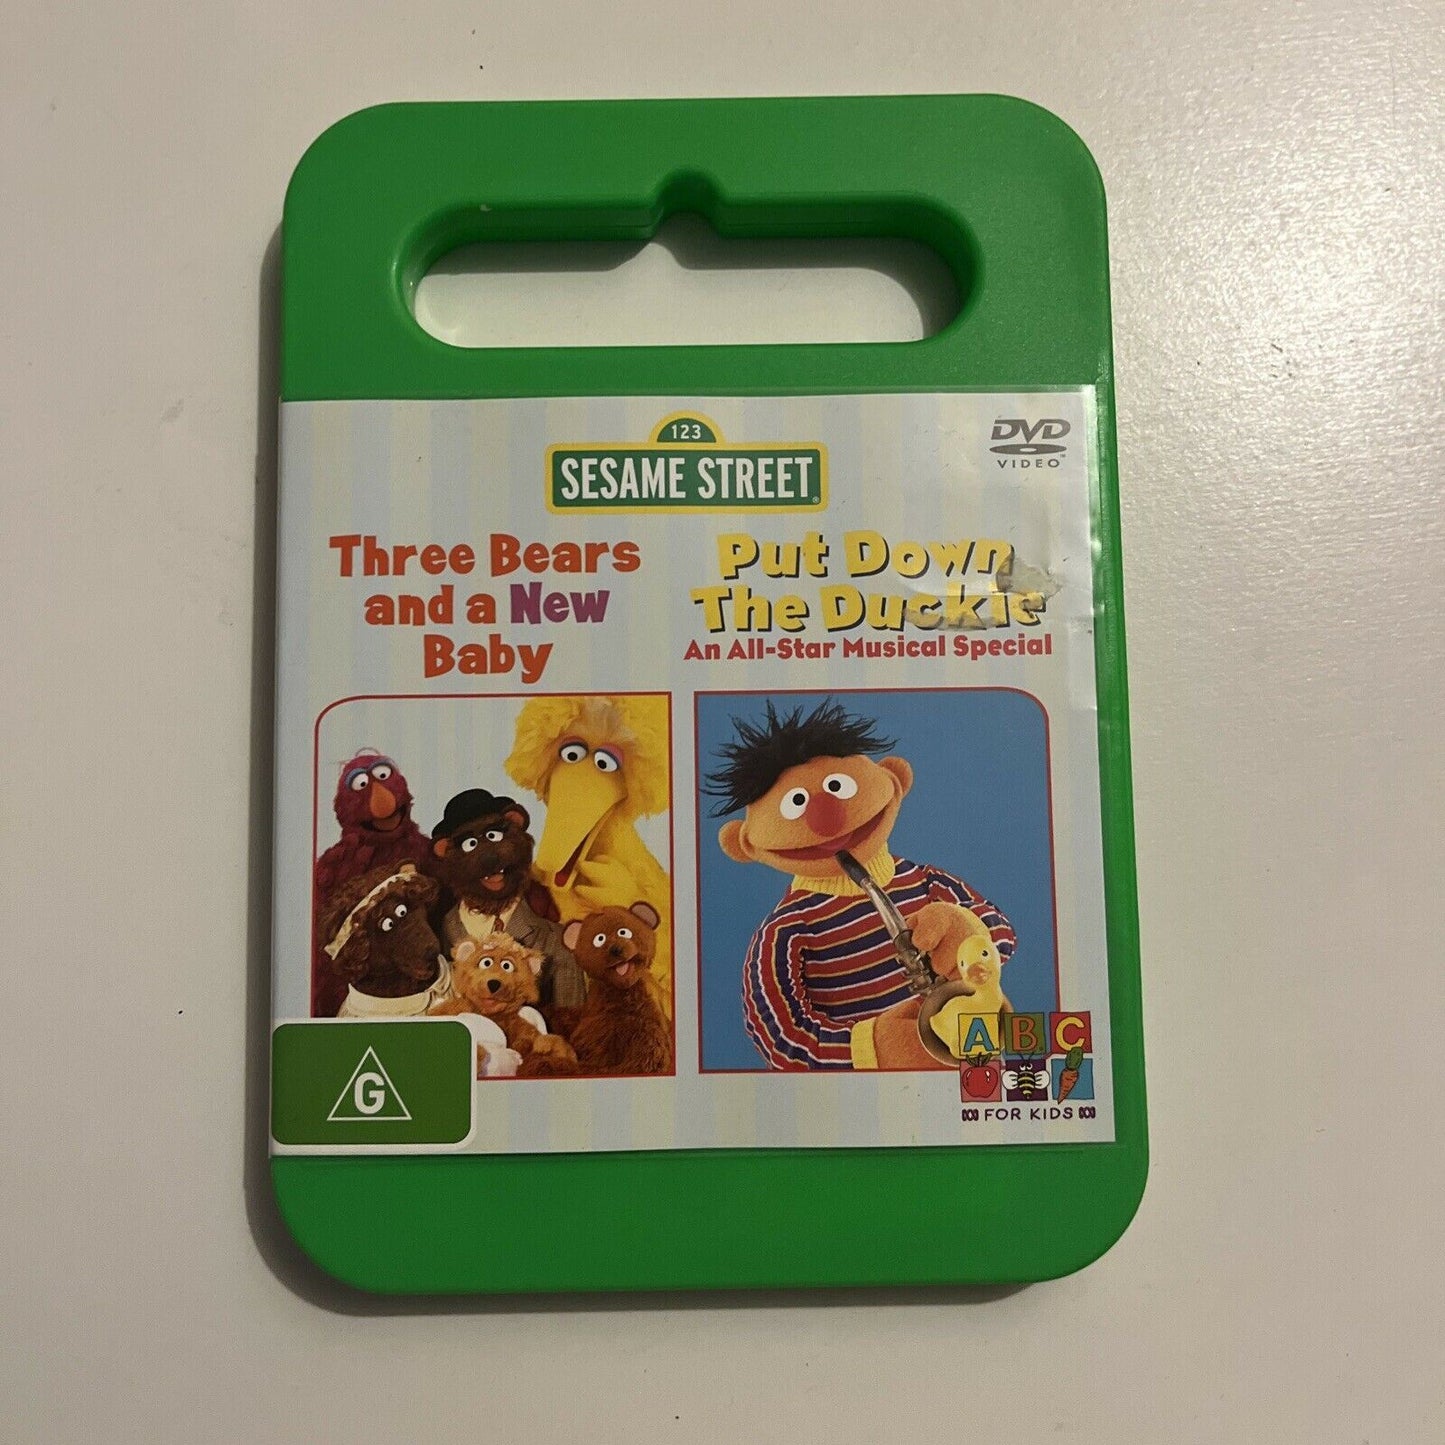 123
SESAME STREET®
DVD
VIDEO™
Three Bears
and a New
Baby
Put Down
The Duckie
An All-Star Musical Special
G
A.B.C
FOR KIDS